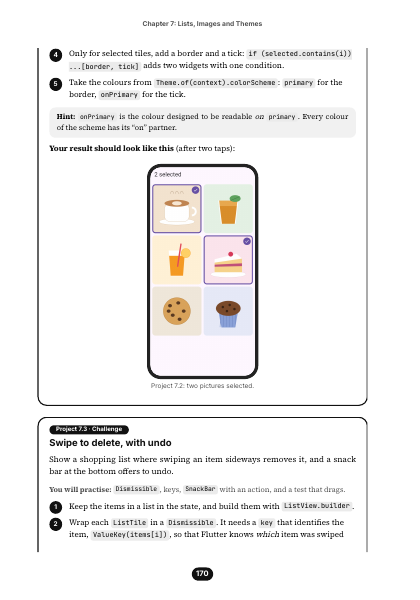 Chapter 7: Lists, Images and Themes
4 Only for selected tiles, add a border and a tick: if (selected.contains(i))
...[border, tick] adds two widgets with one condition.
5 Take the colours from Theme.of(context).colorScheme: primary for the
border, onPrimary for the tick.
Hint: onPrimary is the colour designed to be readable on primary. Every colour
of the scheme has its “on” partner.
Your result should look like this (after two taps):
2 selected
Project 7.2: two pictures selected.
Project 7.3 · Challenge
Swipe to delete, with undo
Show a shopping list where swiping an item sideways removes it, and a snack
bar at the bottom offers to undo.
You will practise: Dismissible, keys, SnackBar with an action, and a test that drags.
1 Keep the items in a list in the state, and build them with ListView.builder.
2 Wrap each ListTile in a Dismissible. It needs a key that identifies the
item, ValueKey(items[i]), so that Flutter knows which item was swiped
170